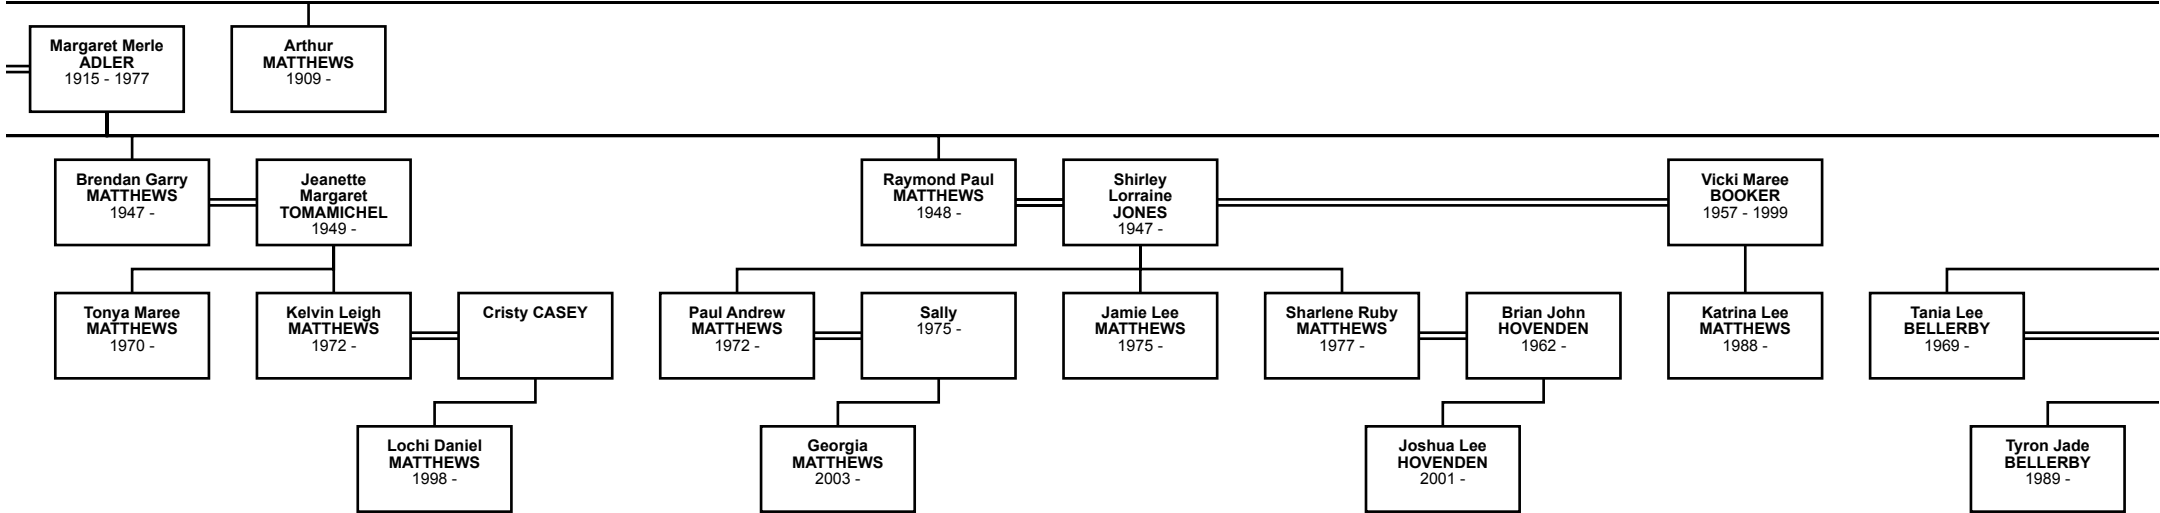 Margaret Merle
ADLER
1915 - 1977
Arthur
MATTHEWS
1909 -
Brendan Garry
MATTHEWS
1947 -
Jeanette
Margaret
TOMAMICHEL
1949 -
Raymond Paul
MATTHEWS
1948 -
Shirley
Lorraine
JONES
1947 -
Vicki Maree
BOOKER
1957 - 1999
Tonya Maree
MATTHEWS
1970 -
Kelvin Leigh
MATTHEWS
1972 -
Cristy CASEY
Paul Andrew
MATTHEWS
1972 -
Sally
1975 -
Jamie Lee
MATTHEWS
1975 -
Sharlene Ruby
MATTHEWS
1977 -
Brian John
HOVENDEN
1962 -
Katrina Lee
MATTHEWS
1988 -
Tania Lee
BELLERBY
1969 -
Lochi Daniel
MATTHEWS
1998 -
Georgia
MATTHEWS
2003 -
Joshua Lee
HOVENDEN
2001 -
Tyron Jade
BELLERBY
1989 -